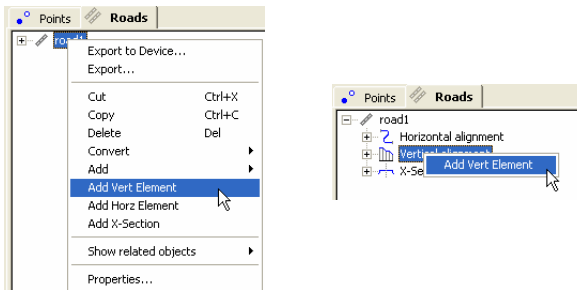 Points Roads
road1
Export to Device...
Export...
Cut Ctrl+X
Copy Ctrl+C
Delete Del
Convert
Add
Add Vert Element
Add Horz Element
Add X-Section
Show related objects
Properties...
Points Roads
road1
Horizontal alignment
Vertical alignment
Add Vert Element
X-Se